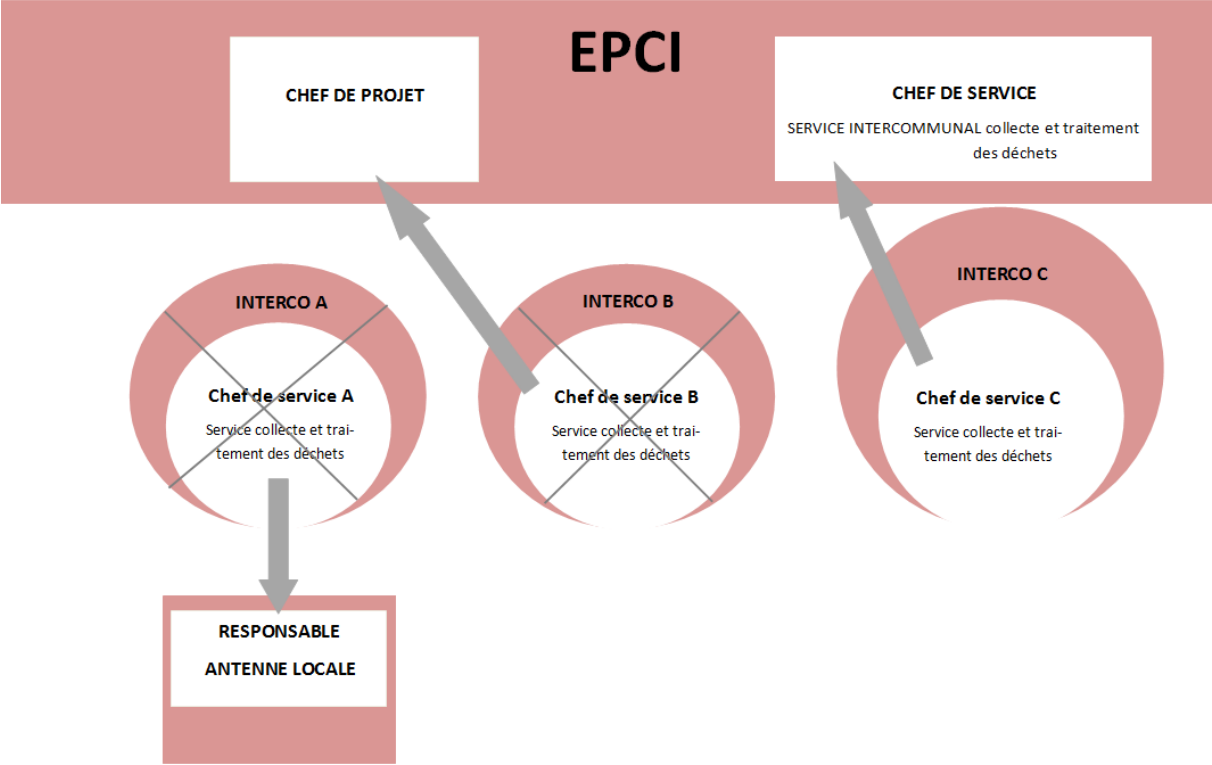 EPCI
CHEF DE PROJET
CHEF DE SERVICE
SERVICE INTERCOMMUNAL collecte et traitement
des déchets
INTERCO A
Chef de service A
Service collecte et trai-
tement des déchets
INTERCO B
Chef de service B
Service collecte et trai-
tement des déchets
INTERCO C
Chef de service C
Service collecte et trai-
tement des déchets
RESPONSABLE
ANTENNE LOCALE